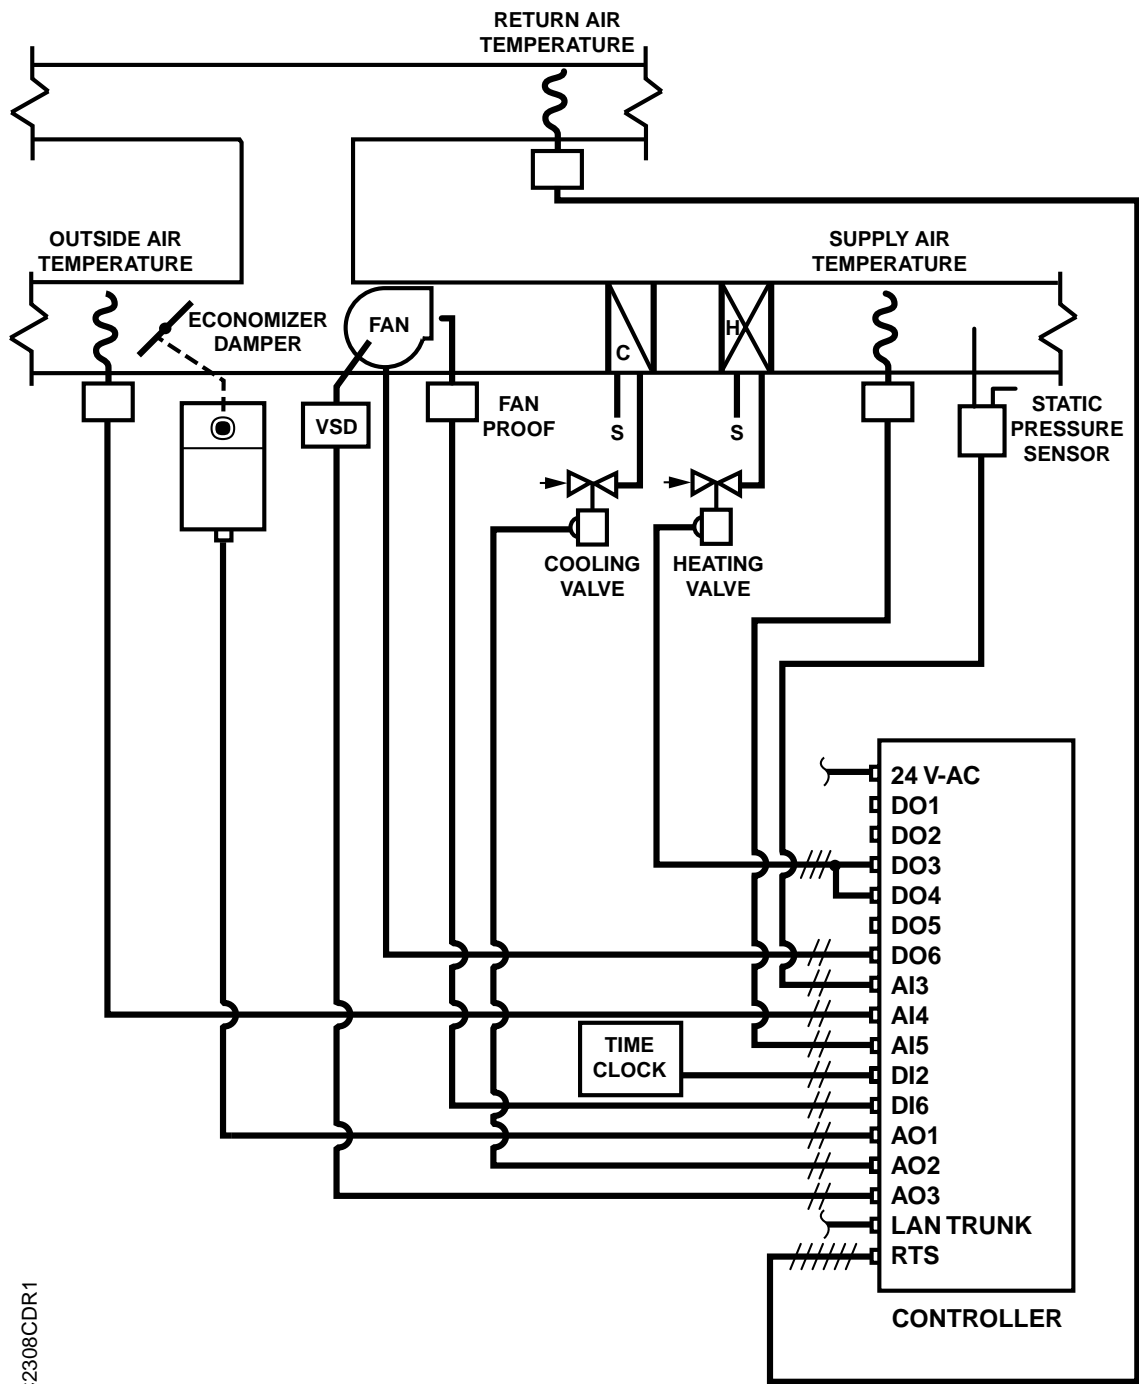 RETURN AIR
TEMPERATURE
OUTSIDE AIR
TEMPERATURE
SUPPLY AIR
TEMPERATURE
ECONOMIZER
DAMPER
FAN
C
H
VSD
FAN
PROOF
S
S
STATIC
PRESSURE
SENSOR
COOLING
VALVE
HEATING
VALVE
24 V-AC
DO1
DO2
DO3
DO4
DO5
DO6
AI3
AI4
AI5
TIME
CLOCK
DI2
DI6
AO1
AO2
AO3
LAN TRUNK
RTS
CONTROLLER
2308CDR1